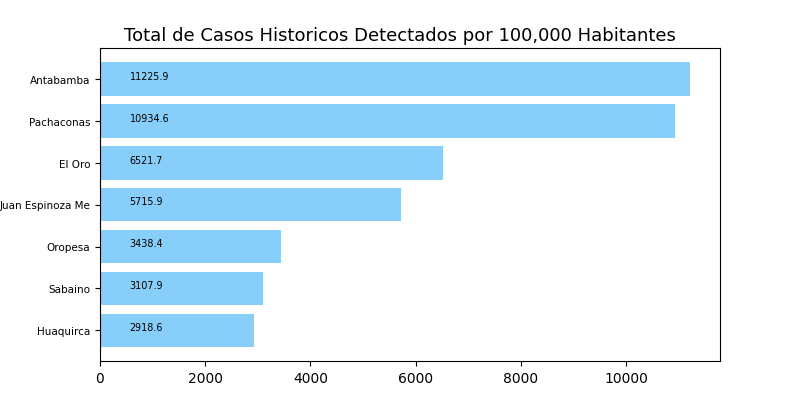 Total de Casos Historicos Detectados por 100,000 Habitantes
Antabamba 11225.9
Pachaconas 10934.6
El Oro 6521.7
Juan Espinoza Me 5715.9
Oropesa 3438.4
Sabaino 3107.9
Huaquirca 2918.6
0 2000 4000 6000 8000 10000